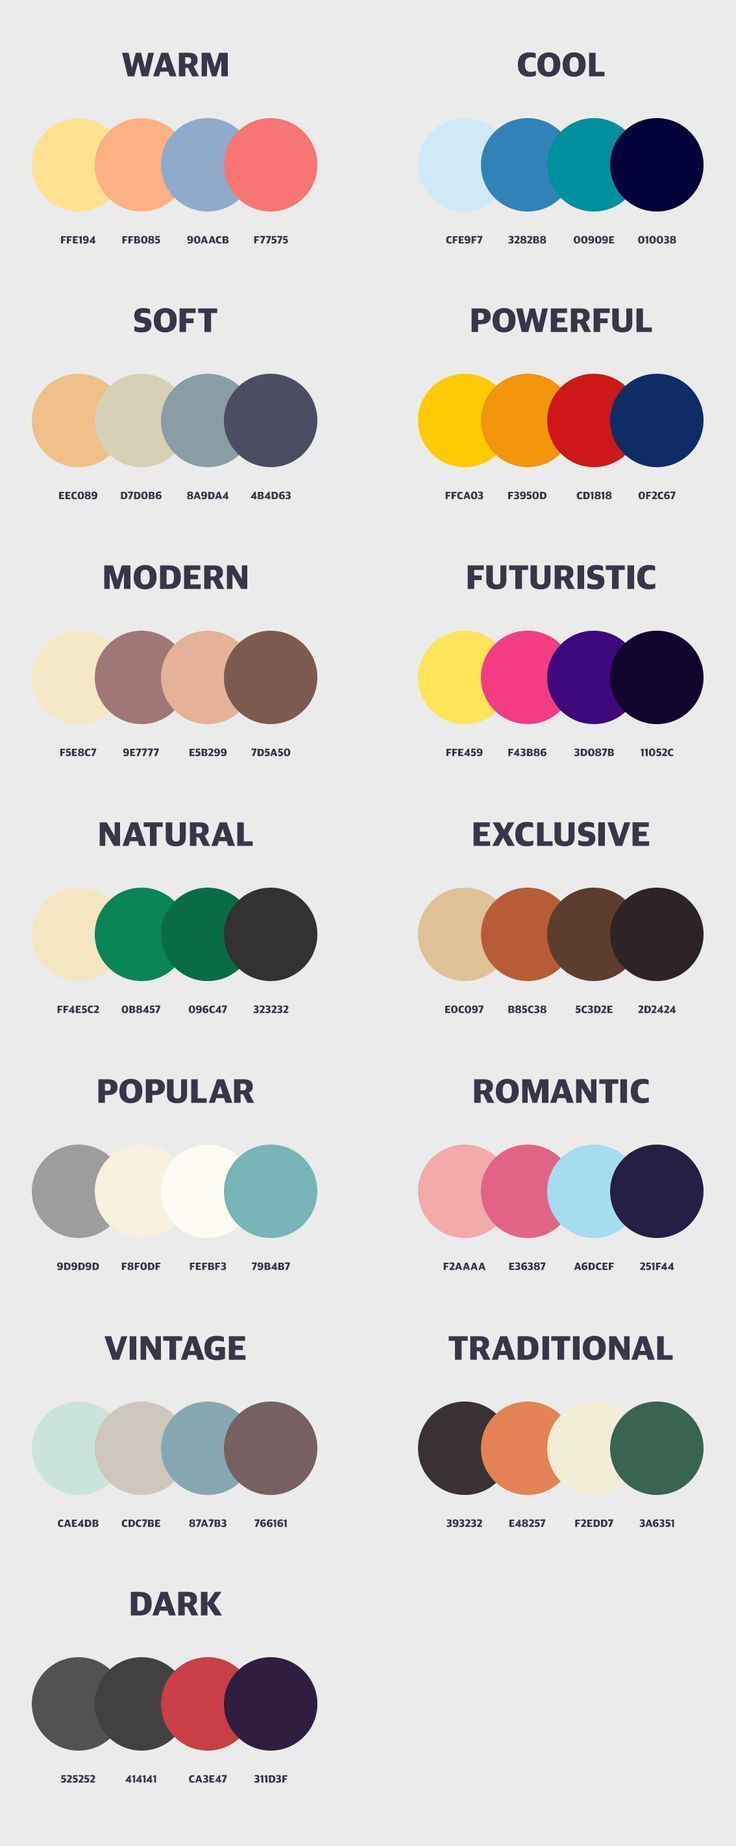 WARM
FFE194 FFB085 90AACB F77575
COOL
CFE9F7 3282B8 00909E 010038
SOFT
EEC089 D7D0B6 8A9DA4 4B4D63
POWERFUL
FFCA03 F3950D CD1818 0F2C67
MODERN
F5E8C7 9E7777 E5B299 7D5A50
FUTURISTIC
FFE459 F43B86 3D087B 11052C
NATURAL
FF4E5C2 0B8457 096C47 323232
EXCLUSIVE
E0C097 B85C38 5C3D2E 2D2424
POPULAR
9D9D9D F8F0DF FEFBF3 79B4B7
ROMANTIC
F2AAAA E36387 A6DCEF 251F44
VINTAGE
CAE4DB CDC7BE 87A7B3 766161
TRADITIONAL
393232 E48257 F2EDD7 3A6351
DARK
525252 414141 CA3E47 311D3F